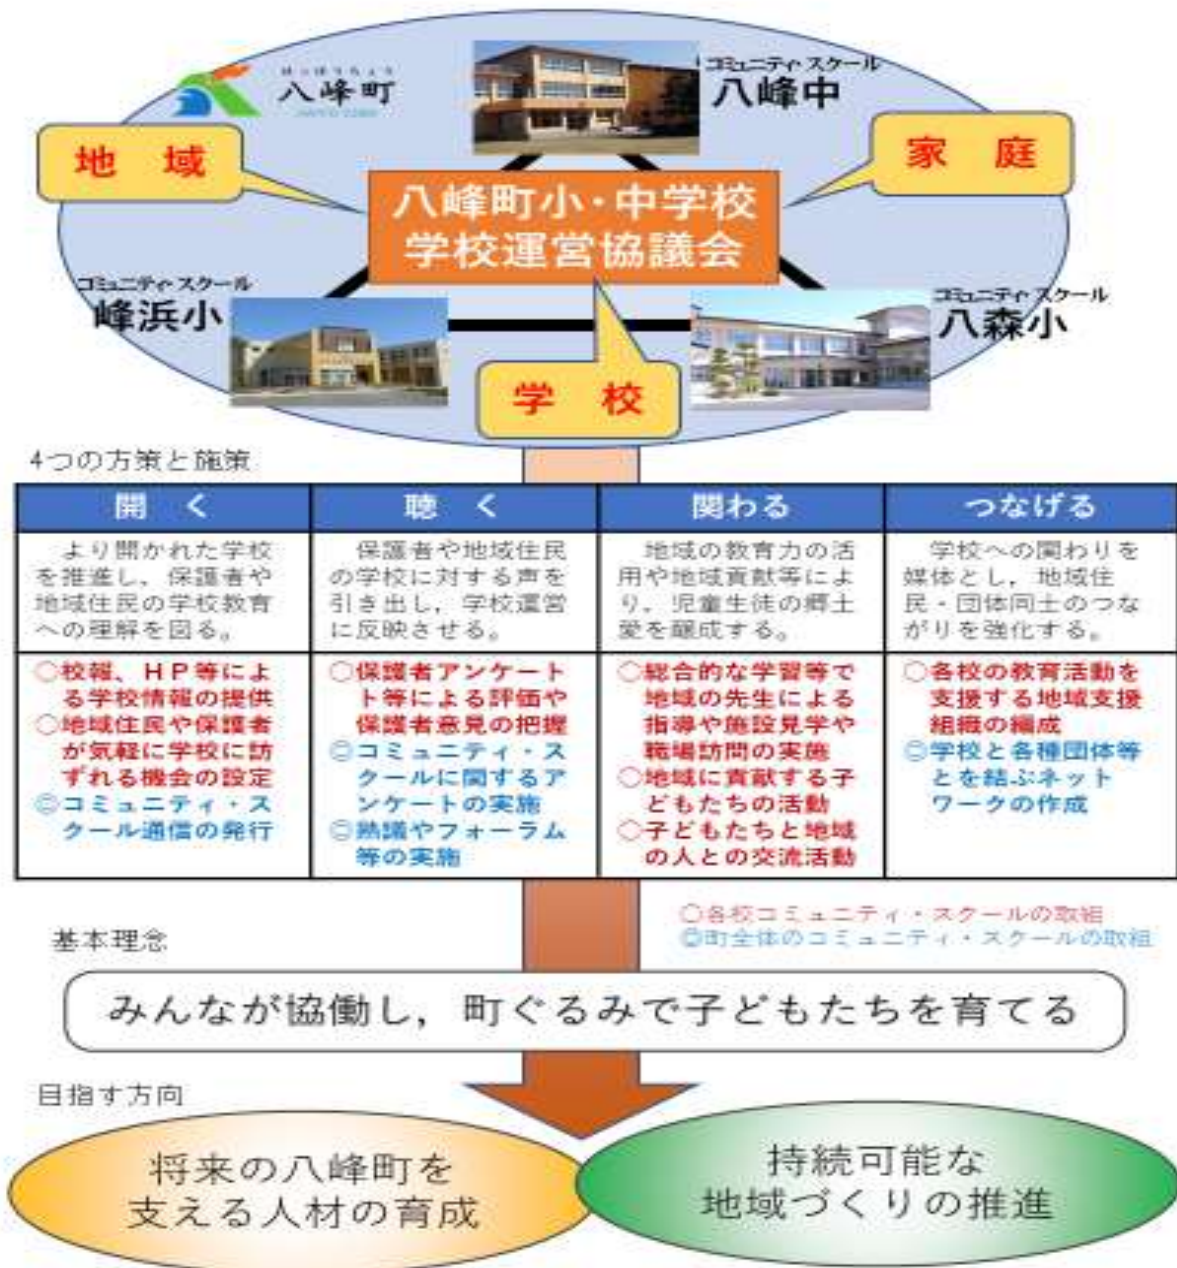 はっぽうちょう
八峰町
コミュニティ スクール
八峰中
地 域
家 庭
八峰町小・中学校
学校運営協議会
コミュニティ スクール
峰浜小
コミュニティ スクール
八森小
学 校
4つの方策と施策
開 く
より開かれた学校
を推進し、保護者や
地域住民の学校教育
への理解を図る。
○校報、HP等によ
る学校情報の提供
○地域住民や保護者
が気軽に学校に訪
ずれる機会の設定
◎コミュニティ・ス
クール通信の発行
聴 く
保護者や地域住民
の学校に対する声を
引き出し、学校運営
に反映させる。
○保護者アンケート
ト等による評価や
保護者意見の把握
◎コミュニティ・ス
クールに関するア
ンケートの実施
◎熟議やフォーラム
等の実施
関わる
地域の教育力の活
用や地域貢献等によ
り，児童生徒の郷土
愛を醸成する。
○総合的な学習等で
地域の先生による
指導や施設見学や
職場訪問の実施
○地域に貢献する子
どもたちの活動
○子どもたちと地域
の人との交流活動
つなげる
学校への関わりを
媒体とし，地域住
民・団体同士のつな
がりを強化する。
○各校の教育活動を
支援する地域支援
組織の編成
◎学校と各種団体等
とを結ぶネット
ワークの作成
○各校コミュニティ・スクールの取組
◎町全体のコミュニティ・スクールの取組
基本理念
みんなが協働し，町ぐるみで子どもたちを育てる
目指す方向
将来の八峰町を
支える人材の育成
持続可能な
地域づくりの推進